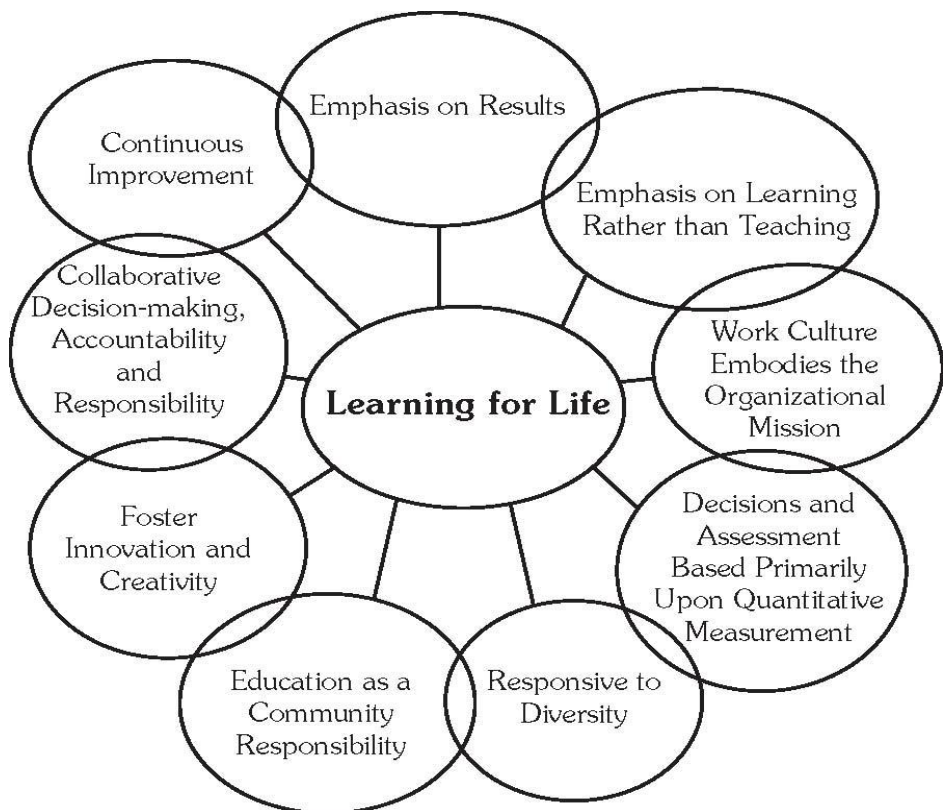 Emphasis on Results
Continuous
Improvement
Emphasis on Learning
Rather than Teaching
Collaborative
Decision-making,
Accountability
and
Responsibility
Work Culture
Embodies the
Organizational
Mission
Learning for Life
Foster
Innovation and
Creativity
Decisions and
Assessment
Based Primarily
Upon Quantitative
Measurement
Education as a
Community
Responsibility
Responsive to
Diversity